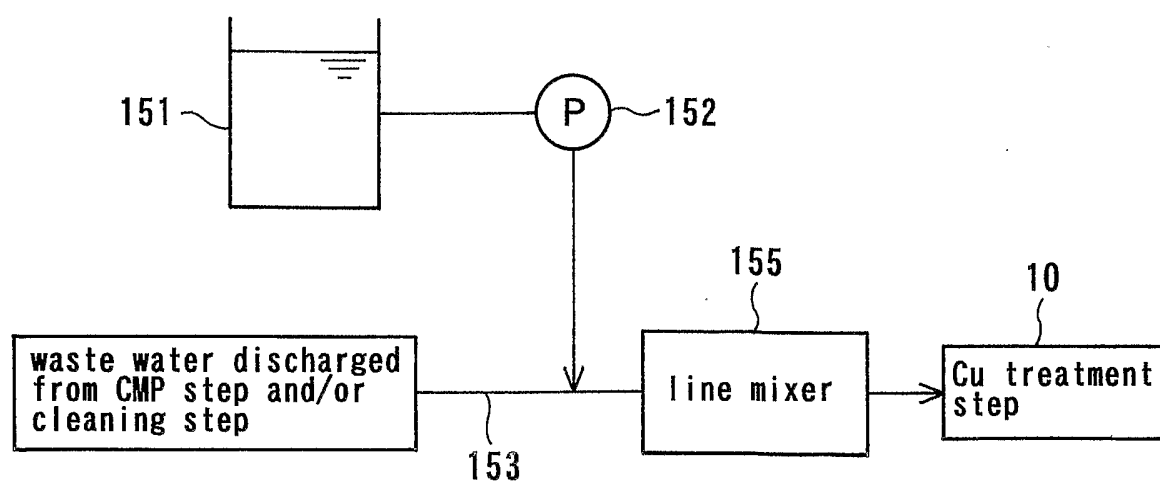 151
P
152
155
10
waste water discharged
from CMP step and/or
cleaning step
line mixer
Cu treatment
step
153